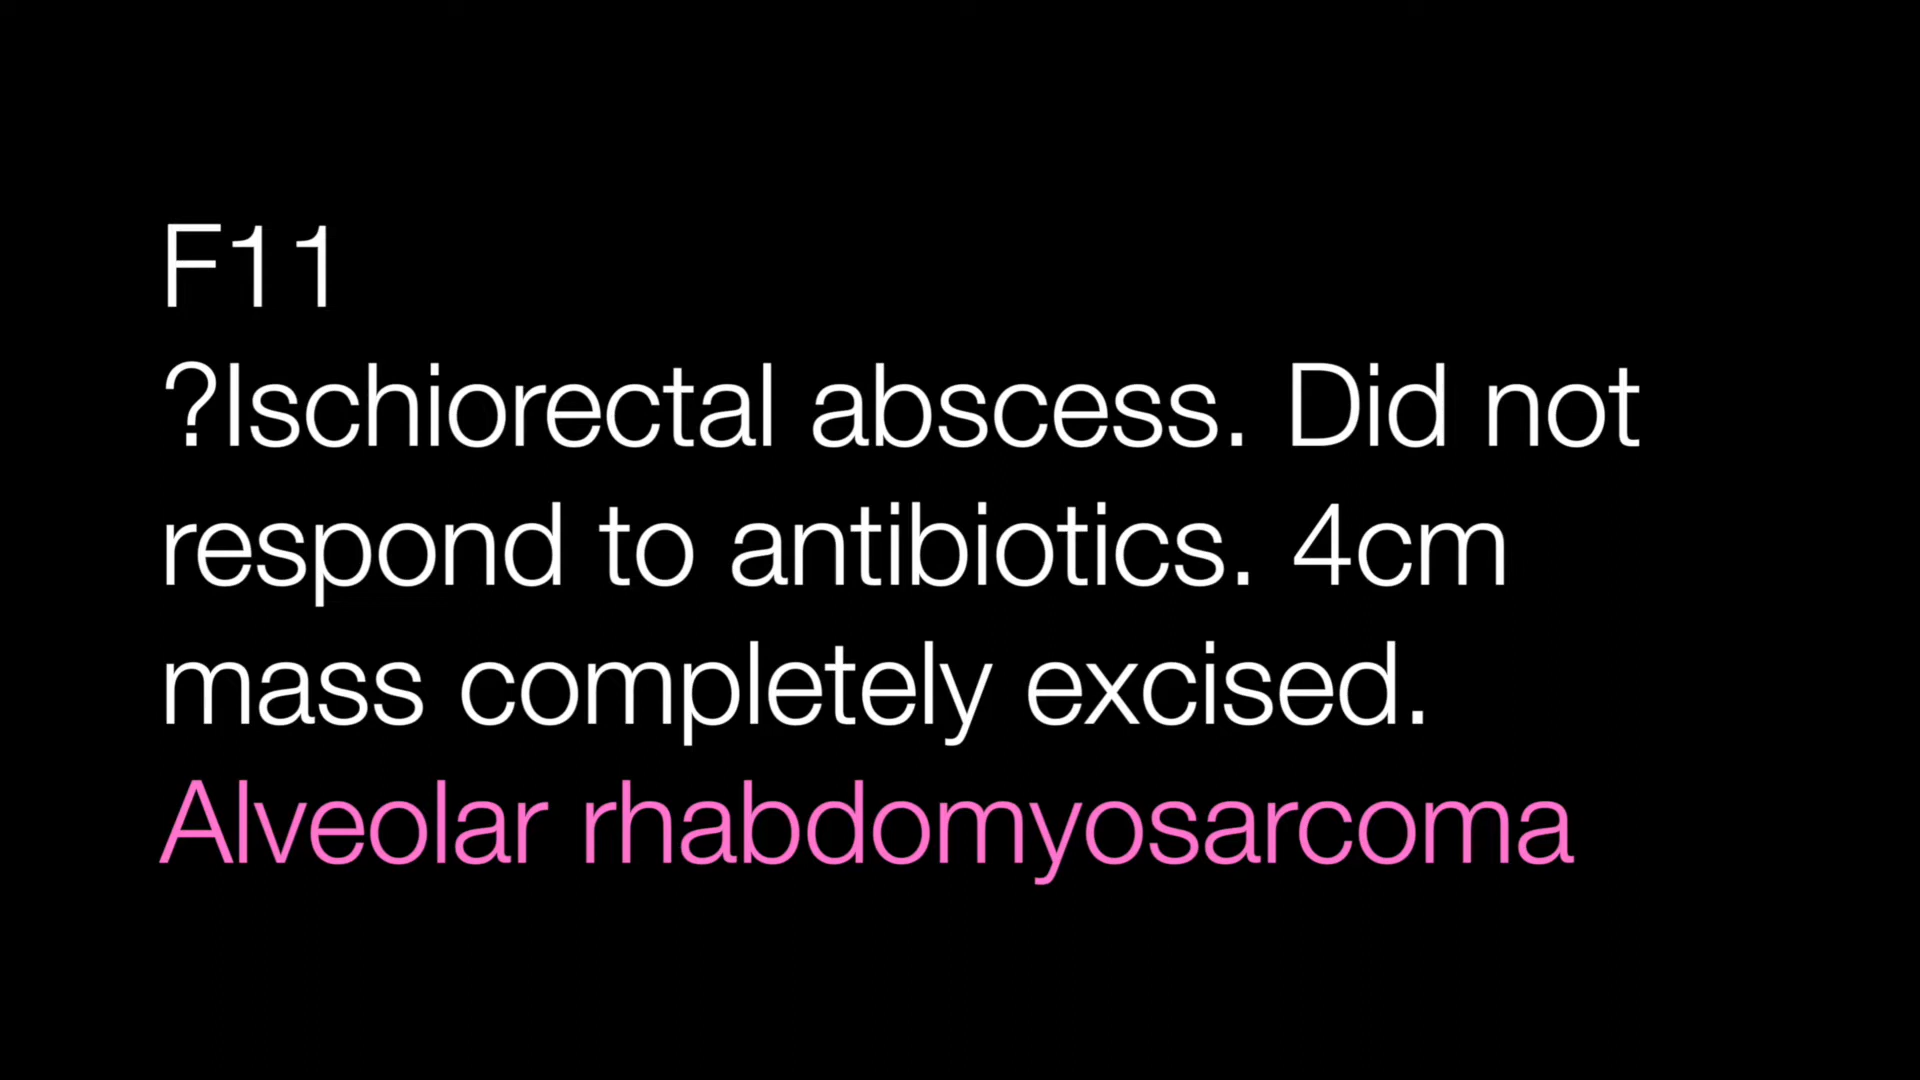 F11
?Ischiorectal abscess. Did not
respond to antibiotics. 4cm
mass completely excised.
Alveolar rhabdomyosarcoma